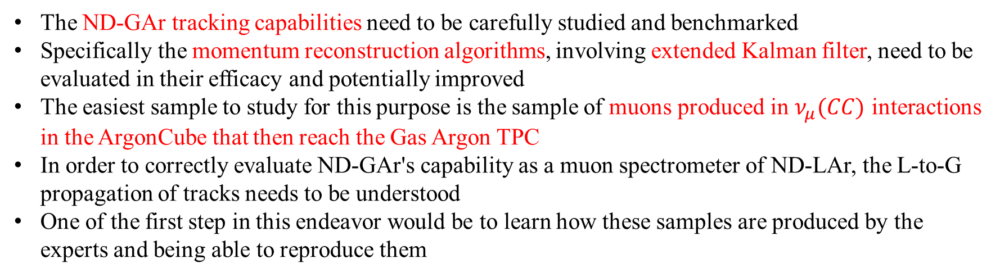 • The ND-GAr tracking capabilities need to be carefully studied and benchmarked
• Specifically the momentum reconstruction algorithms, involving extended Kalman filter, need to be
evaluated in their efficacy and potentially improved
• The easiest sample to study for this purpose is the sample of muons produced in 𝜈𝜇(𝐶𝐶) interactions
in the ArgonCube that then reach the Gas Argon TPC
• In order to correctly evaluate ND-GAr's capability as a muon spectrometer of ND-LAr, the L-to-G
propagation of tracks needs to be understood
• One of the first step in this endeavor would be to learn how these samples are produced by the
experts and being able to reproduce them